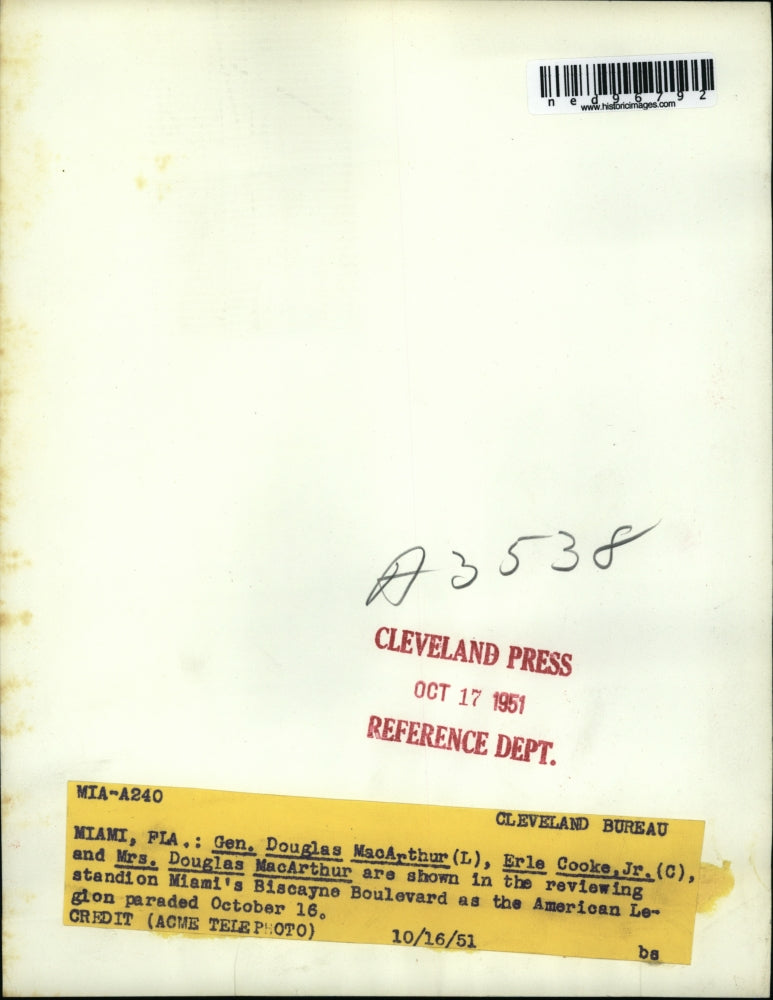 ned96792
www.historicimages.com
A3538
CLEVELAND PRESS
OCT 17 1951
REFERENCE DEPT.
MIA-A240
CLEVELAND BUREAU
MIAMI, FLA.: Gen. Douglas MacArthur (L), Erle Cooke,Jr.(C),
and Mrs. Douglas MacArthur are shown in the reviewing
standion Miami's Biscayne Boulevard as the American Le-
gion paraded October 16.
CREDIT (ACME TELEPHOTO) 10/16/51 bs